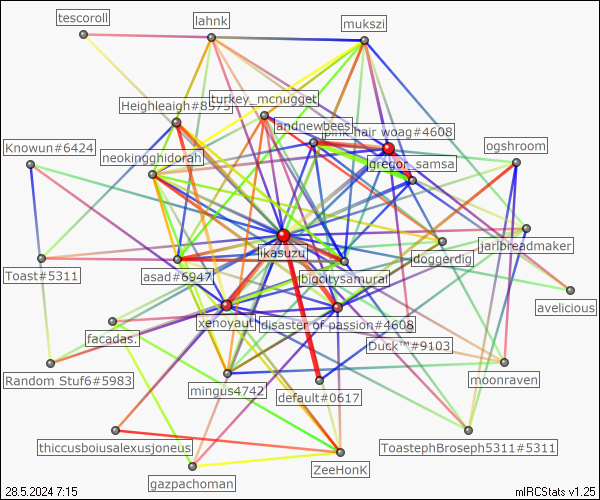 tescoroll
lahnk
mukszi
Heighleaigh#8573
turkey_mcnugget
andnewbees
pink hair woag#4608
ogshroom
Knowun#6424
neokingghidorah
gregor_samsa
ikasuzu
doggerdig
jarlbreadmaker
Toast#5311
asad#6947
bigcitysamurai
avelicious
xenovaut
disaster of passion#4608
facadas.
Duck™#9103
Random Stuf6#5983
mingus4742
default#0617
moonraven
thiccusboiusalexusjoneus
ToastephBroseph5311#5311
gazpachoman
ZeeHonK
28.5.2024 7:15
mIRCStats v1.25